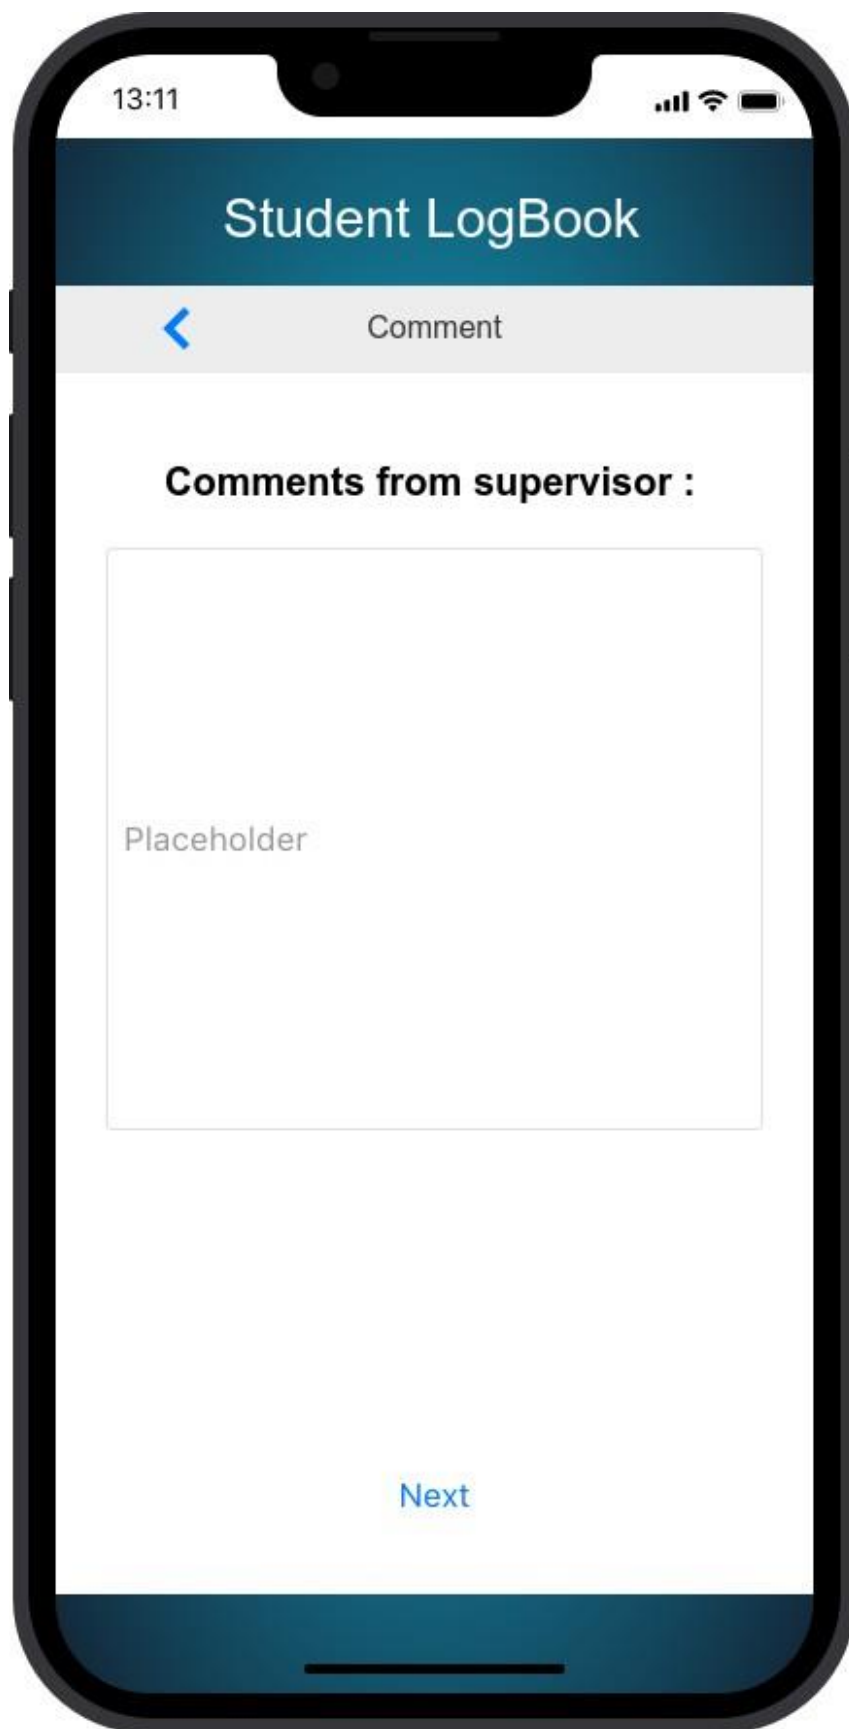 13:11
Student LogBook
Comment
Comments from supervisor :
Placeholder
Next